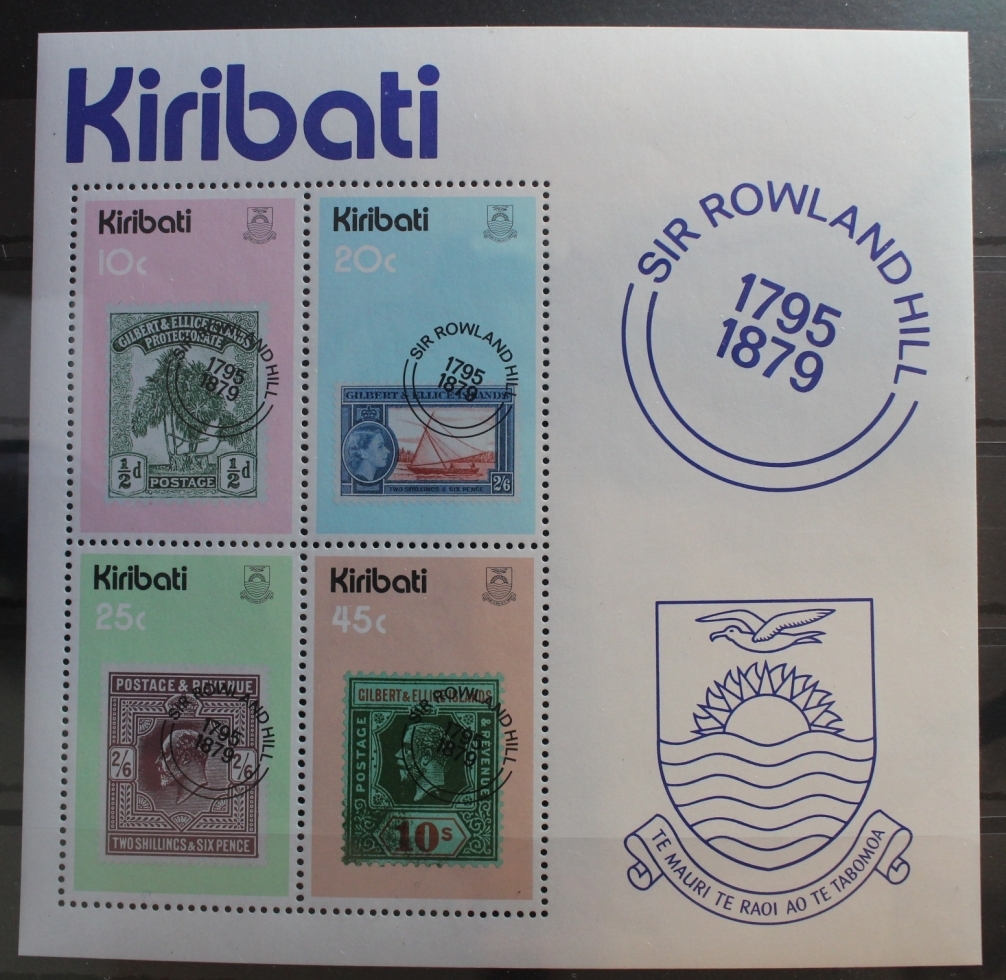 Kiribati
Kiribati
10c
GILBERT & ELLICE ISLANDS
PROTECTORATE
SIR ROWLAND HILL
1795
1879
½d ½d
POSTAGE
Kiribati
20c
SIR ROWLAND HILL
1795
1879
GILBERT & ELLICE ISLANDS
TWO SHILLINGS & SIX PENCE
2/6
Kiribati
25c
POSTAGE & REVENUE
SIR ROWLAND HILL
1795
1879
2/6 2/6
TWO SHILLINGS & SIX PENCE
Kiribati
45c
GILBERT & ELLICE ISLANDS
SIR ROWLAND HILL
1795
1879
POSTAGE
& REVENUE
10s
SIR ROWLAND HILL
1795
1879
TE MAURI TE RAOI AO TE TABOMOA